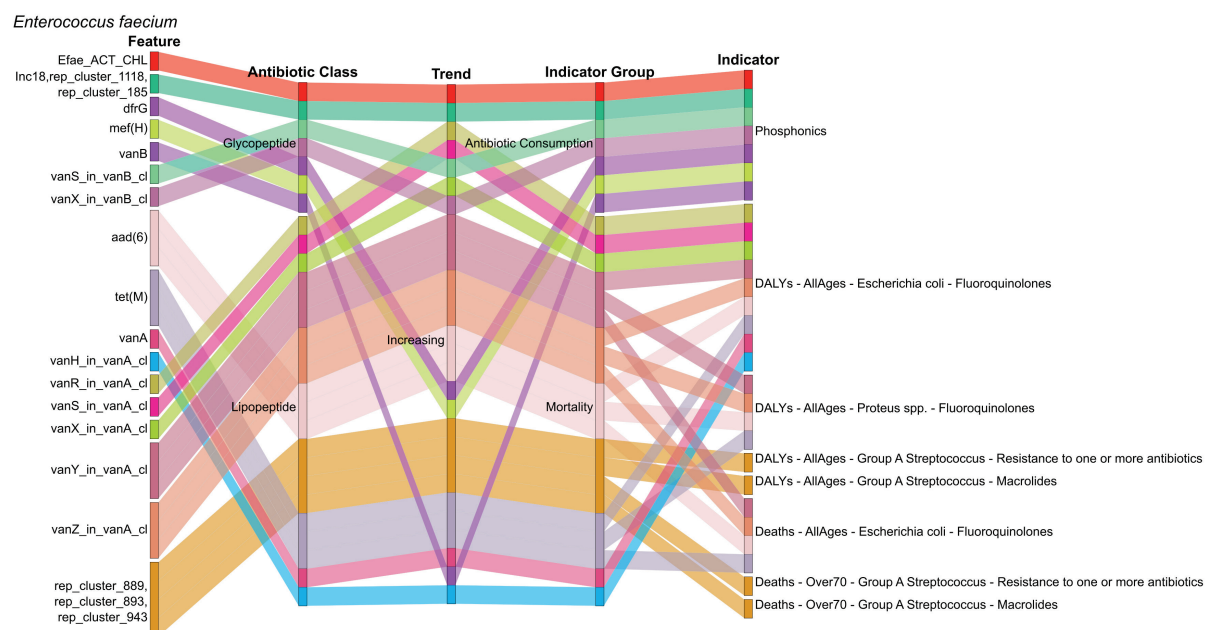 Enterococcus faecium
Feature
Efae_ACT_CHL
Inc18,rep_cluster_1118,
rep_cluster_185
dfrG
mef(H)
vanB
vanS_in_vanB_cl
vanX_in_vanB_cl
aad(6)
tet(M)
vanA
vanH_in_vanA_cl
vanR_in_vanA_cl
vanS_in_vanA_cl
vanX_in_vanA_cl
vanY_in_vanA_cl
vanZ_in_vanA_cl
rep_cluster_889,
rep_cluster_893,
rep_cluster_943
Antibiotic Class
Glycopeptide
Lipopeptide
Trend
Increasing
Indicator Group
Antibiotic Consumption
Mortality
Indicator
Phosphonics
DALYs - AllAges - Escherichia coli - Fluoroquinolones
DALYs - AllAges - Proteus spp. - Fluoroquinolones
DALYs - AllAges - Group A Streptococcus - Resistance to one or more antibiotics
DALYs - AllAges - Group A Streptococcus - Macrolides
Deaths - AllAges - Escherichia coli - Fluoroquinolones
Deaths - Over70 - Group A Streptococcus - Resistance to one or more antibiotics
Deaths - Over70 - Group A Streptococcus - Macrolides